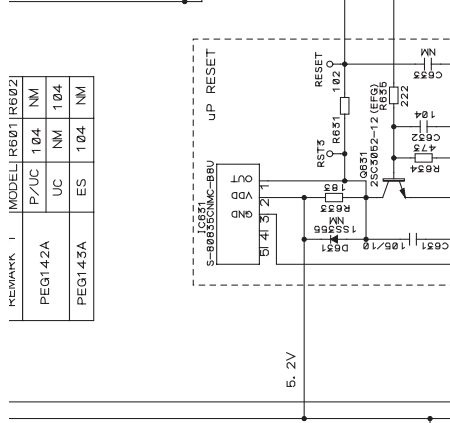 REMARK 1
MODEL
R601
R602
PEG142A
P/UC
104
NM
UC
NM
104
PEG143A
ES
104
NM
uP RESET
RESET
102
R631
RST3
NM
C633
R635
222
104
C632
473
R634
Q631
2SC3052-12 (EFG)
IC631
S-80835CNMC-B8U
OUT
VDD
GND
1
2
3
4
5
183
R633
1SS355
NM
D631
105/10
C631
5.2V